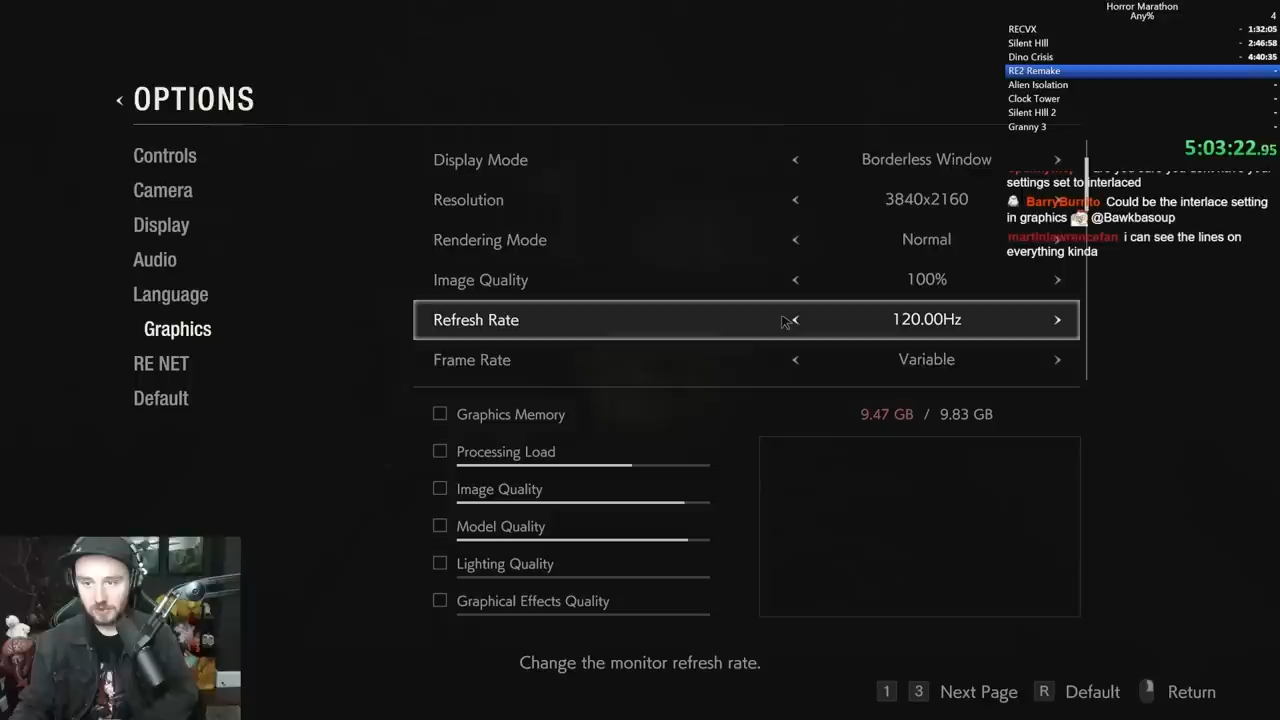 Horror Marathon
Any%
4
RECVX - 1:32:05
Silent HIll - 2:46:58
Dino Crisis - 4:40:35
RE2 Remake -
Alien Isolation -
Clock Tower -
Silent HIll 2 -
Granny 3 -
5:03:22.95
settings set to interlaced
BarryBurrito Could be the interlace setting
in graphics @Bawkbasoup
martinlawrencefan i can see the lines on
everything kinda
OPTIONS
Controls
Camera
Display
Audio
Language
Graphics
RE NET
Default
Display Mode Borderless Window
Resolution 3840x2160
Rendering Mode Normal
Image Quality 100%
Refresh Rate 120.00Hz
Frame Rate Variable
Graphics Memory 9.47 GB / 9.83 GB
Processing Load
Image Quality
Model Quality
Lighting Quality
Graphical Effects Quality
Change the monitor refresh rate.
1 3 Next Page R Default Return